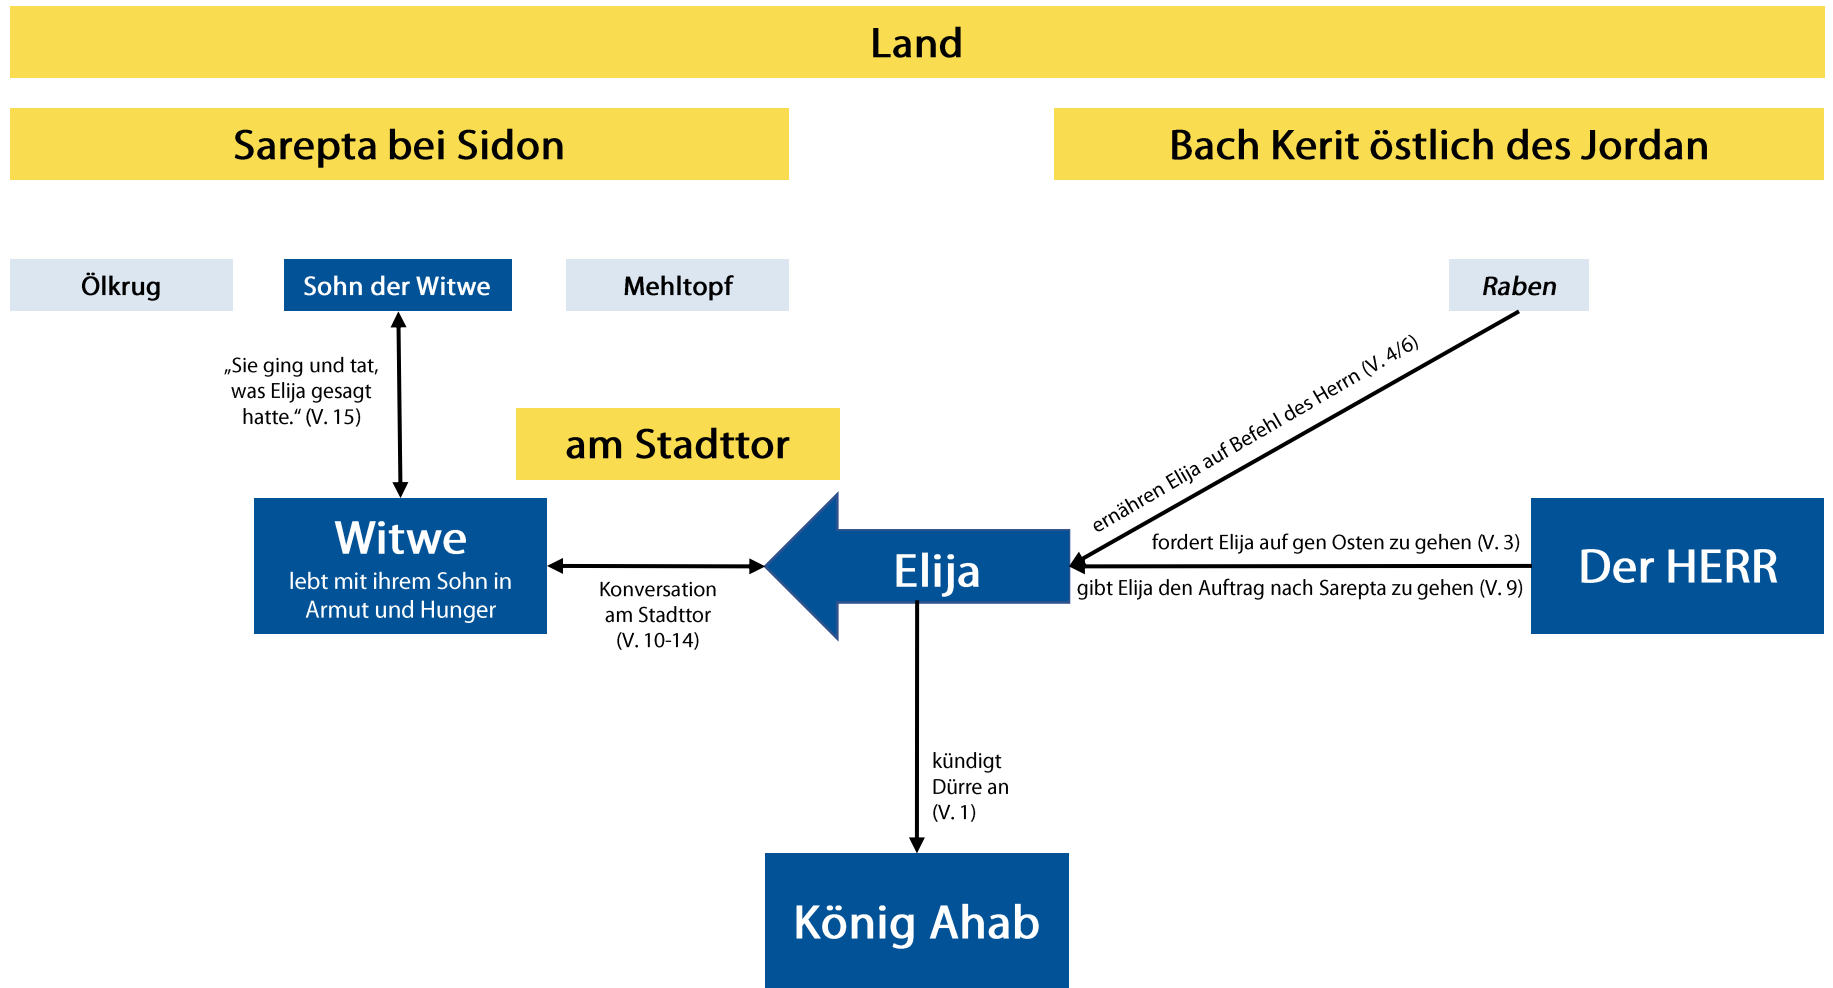 Land
Sarepta bei Sidon
Bach Kerit östlich des Jordan
Ölkrug
Sohn der Witwe
Mehltopf
Raben
„Sie ging und tat,
was Elija gesagt
hatte.“ (V. 15)
ernähren Elija auf Befehl des Herrn (V. 4/6)
am Stadttor
Witwe
lebt mit ihrem Sohn in
Armut und Hunger
Konversation
am Stadttor
(V. 10-14)
Elija
fordert Elija auf gen Osten zu gehen (V. 3)
gibt Elija den Auftrag nach Sarepta zu gehen (V. 9)
Der HERR
kündigt
Dürre an
(V. 1)
König Ahab